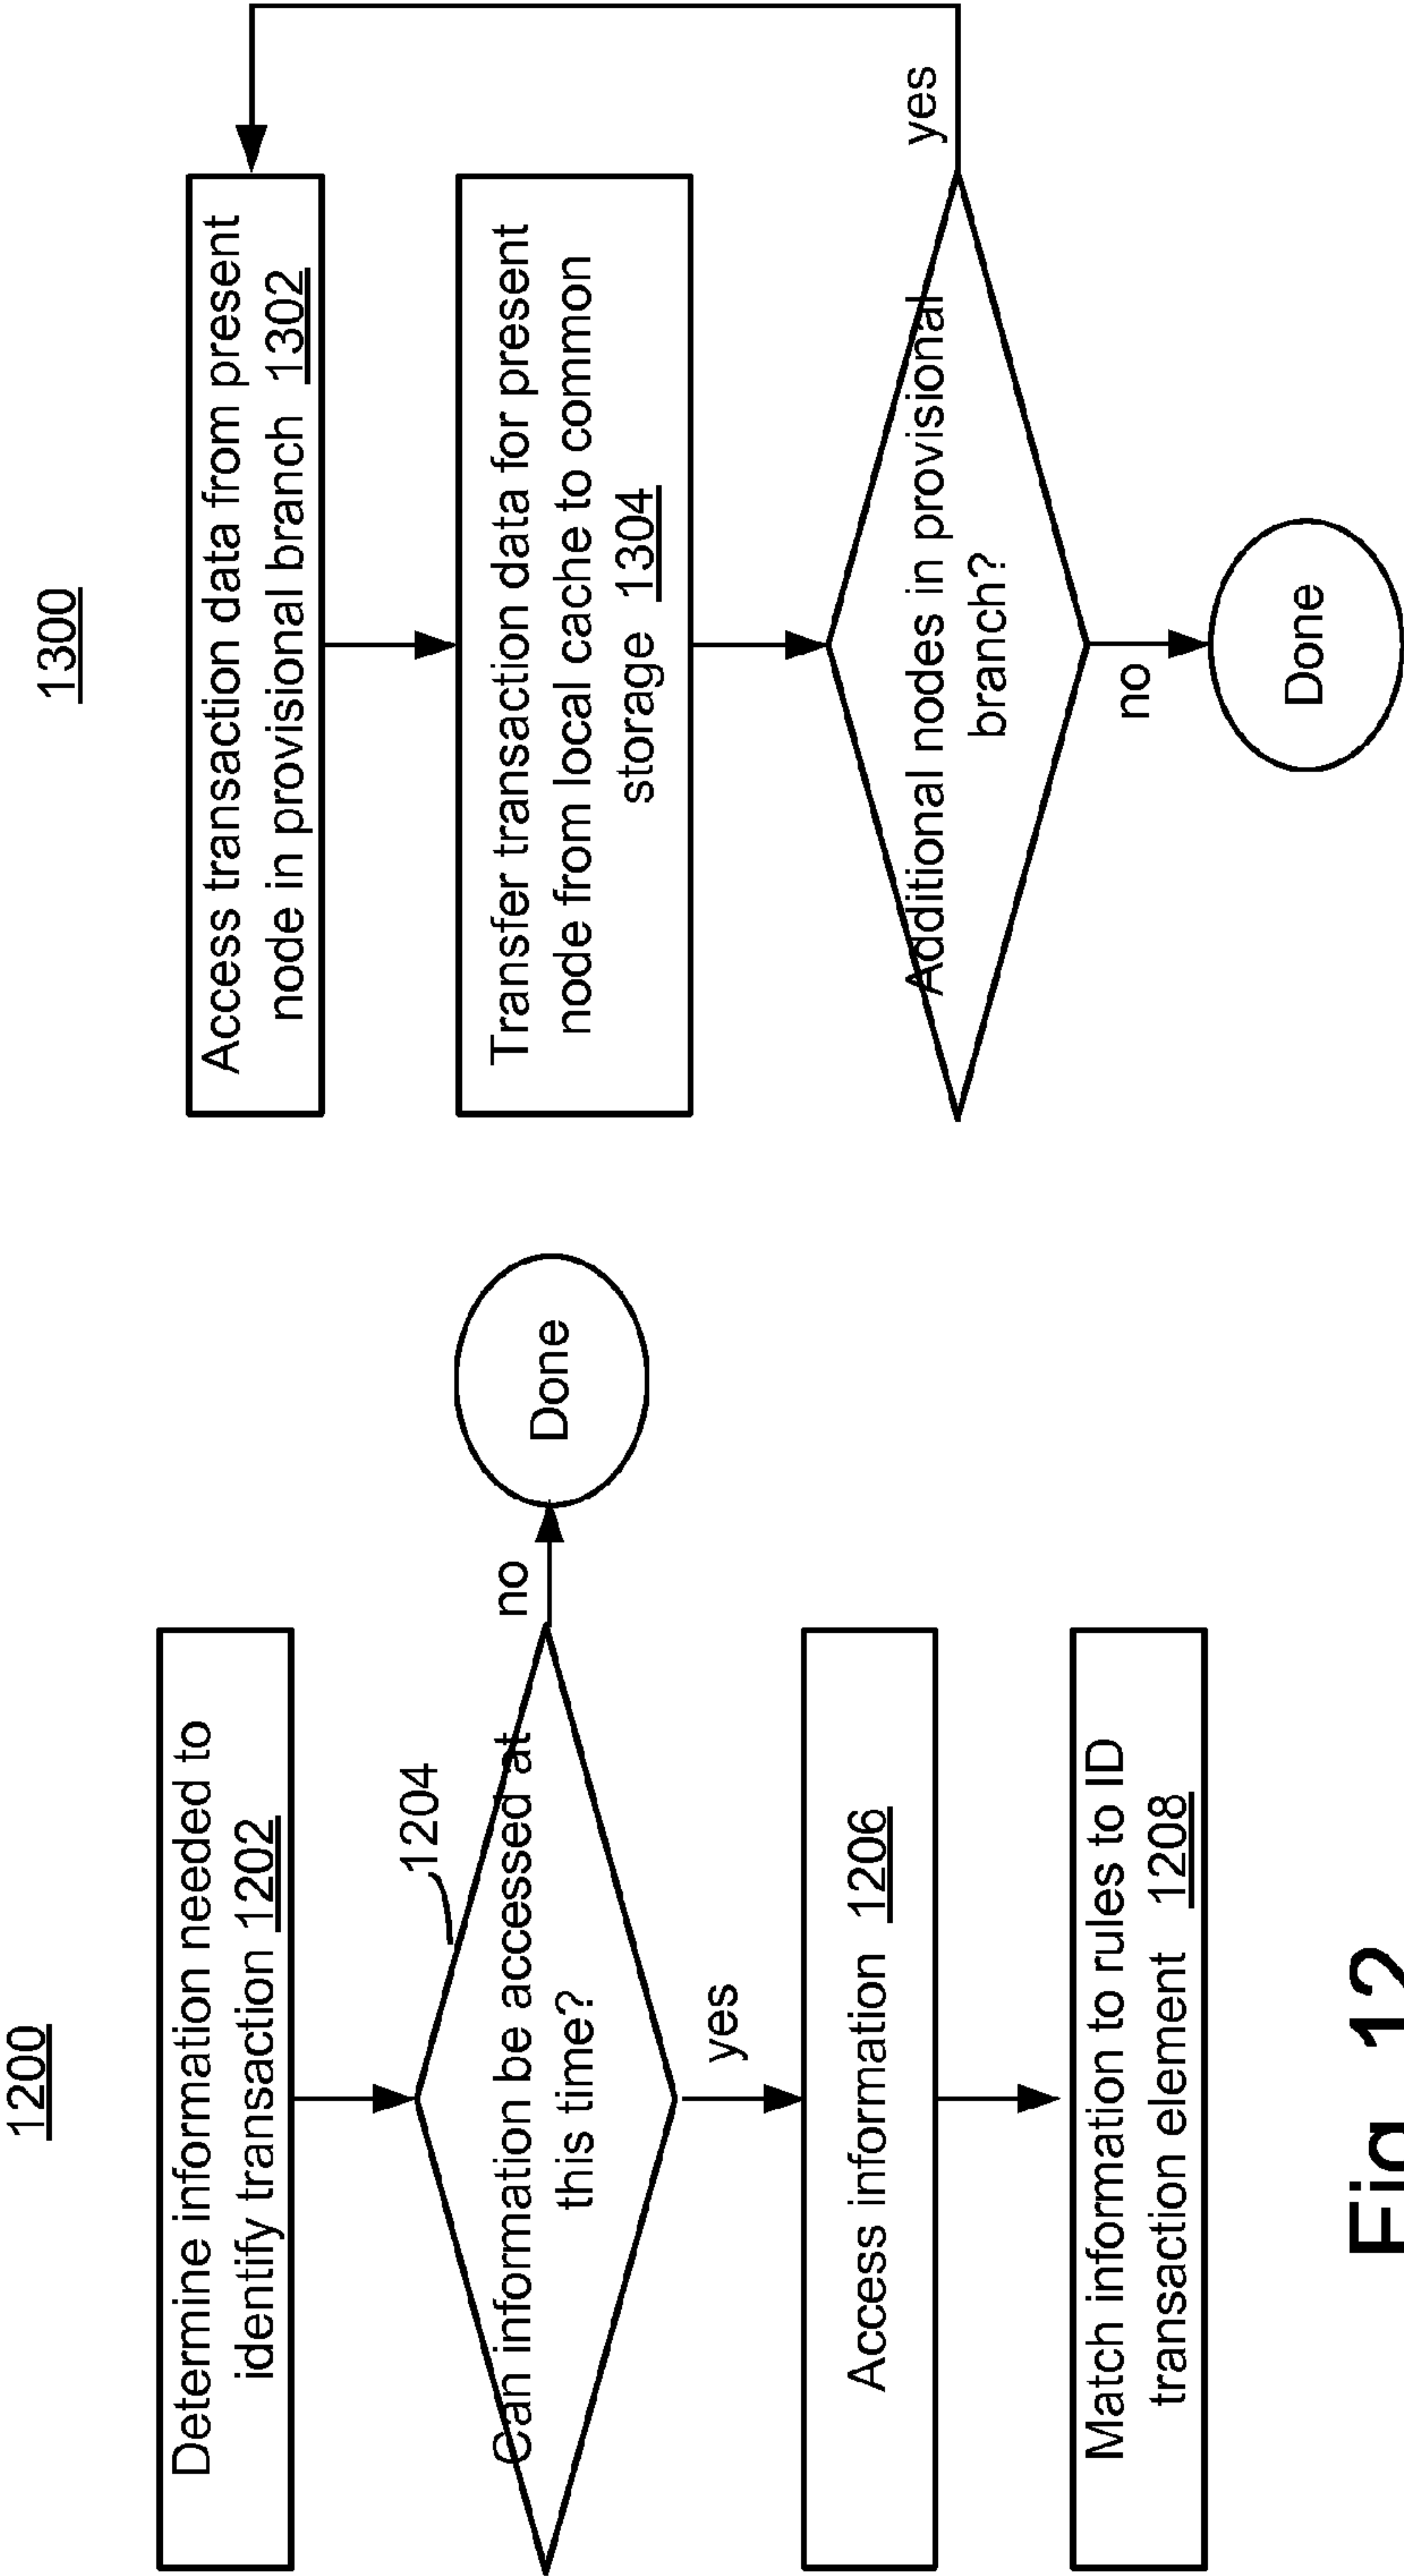 1200
Determine information needed to
identify transaction 1202
1204
Can information be accessed at
this time?
no
Done
yes
Access information 1206
Match information to rules to ID
transaction element 1208
Fig. 12
1300
Access transaction data from present
node in provisional branch 1302
Transfer transaction data for present
node from local cache to common
storage 1304
Additional nodes in provisional
branch?
yes
no
Done